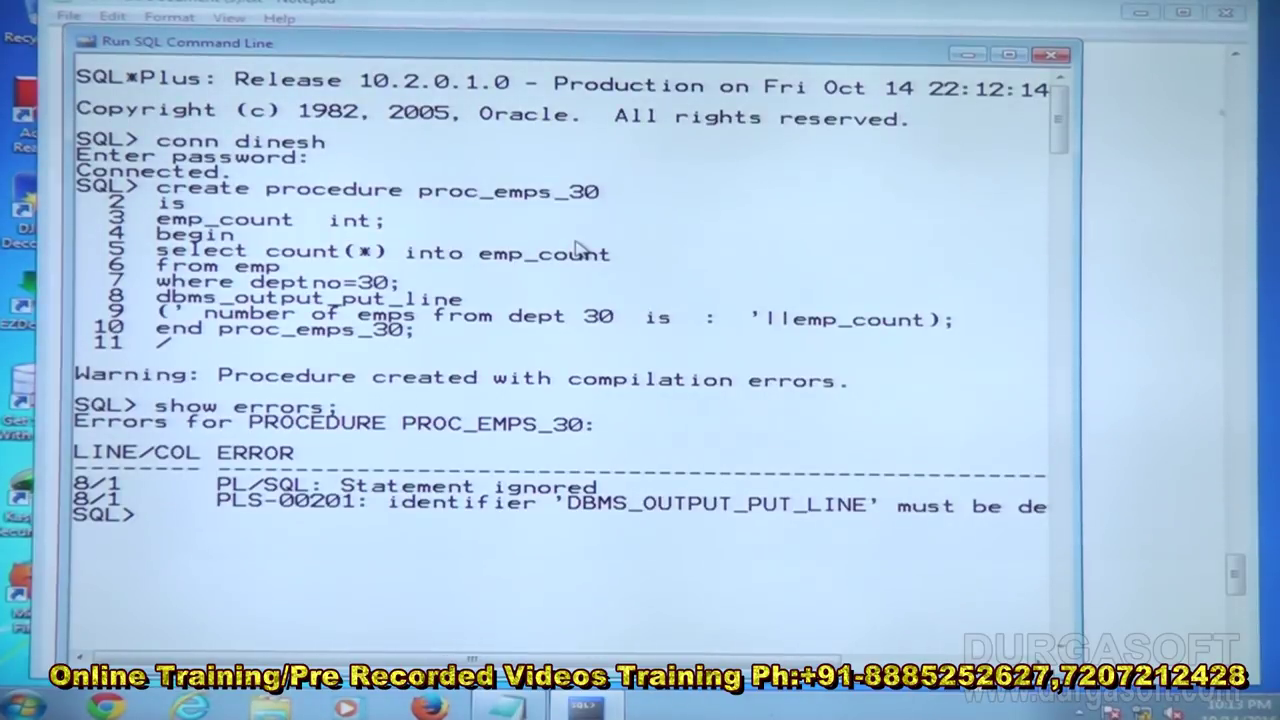 File Edit Format View Help
Run SQL Command Line
SQL*Plus: Release 10.2.0.1.0 - Production on Fri Oct 14 22:12:14
Copyright (c) 1982, 2005, Oracle.  All rights reserved.
SQL> conn dinesh
Enter password:
Connected.
SQL> create procedure proc_emps_30
2 is
3 emp_count int;
4 begin
5 select count(*) into emp_count
6 from emp
7 where deptno=30;
8 dbms_output_put_line
9 (' number of emps from dept 30 is : '||emp_count);
10 end proc_emps_30;
11 /
Warning: Procedure created with compilation errors.
SQL> show errors;
Errors for PROCEDURE PROC_EMPS_30:
LINE/COL ERROR
-------- -----------------------------------------------------------------
8/1 PL/SQL: Statement ignored
8/1 PLS-00201: identifier 'DBMS_OUTPUT_PUT_LINE' must be de
SQL>
DURGASOFT
Online Training/Pre Recorded Videos Training Ph:+91-8885252627,7207212428
www.durgasoft.com
10:13 PM